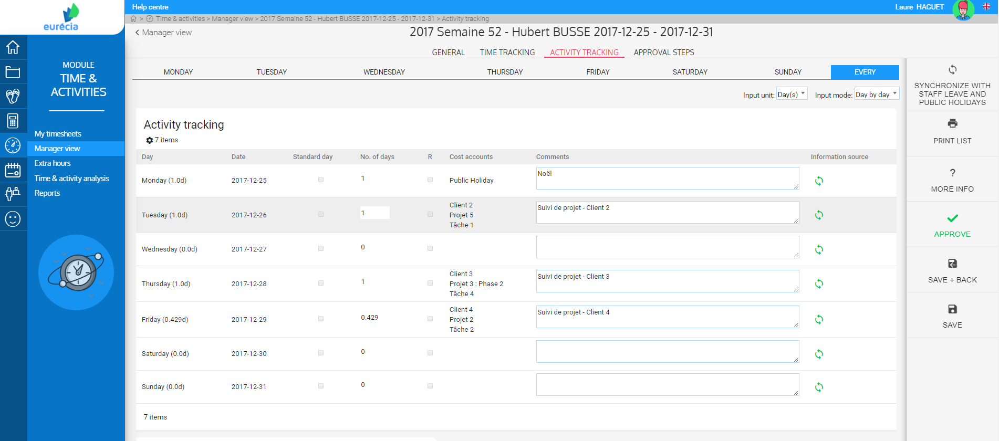 eurécia
Help centre
Laure HAGUET
> Time & activities > Manager view > 2017 Semaine 52 - Hubert BUSSE 2017-12-25 - 2017-12-31 > Activity tracking
Manager view
2017 Semaine 52 - Hubert BUSSE 2017-12-25 - 2017-12-31
GENERAL TIME TRACKING ACTIVITY TRACKING APPROVAL STEPS
MODULE
TIME &
ACTIVITIES
My timesheets
Manager view
Extra hours
Time & activity analysis
Reports
MONDAY TUESDAY WEDNESDAY THURSDAY FRIDAY SATURDAY SUNDAY EVERY
Input unit: Day(s) Input mode: Day by day
Activity tracking
7 items
Day Date Standard day No. of days R Cost accounts Comments Information source
Monday (1.0d) 2017-12-25 1 Public Holiday Noël
Tuesday (1.0d) 2017-12-26 1 Client 2 Suivi de projet - Client 2
Projet 5
Tâche 1
Wednesday (0.0d) 2017-12-27 0
Thursday (1.0d) 2017-12-28 1 Client 3 Suivi de projet - Client 3
Projet 3 : Phase 2
Tâche 4
Friday (0.429d) 2017-12-29 0.429 Client 4 Suivi de projet - Client 4
Projet 2
Tâche 2
Saturday (0.0d) 2017-12-30 0
Sunday (0.0d) 2017-12-31 0
7 items
SYNCHRONIZE WITH
STAFF LEAVE AND
PUBLIC HOLIDAYS
PRINT LIST
?
MORE INFO
APPROVE
SAVE + BACK
SAVE